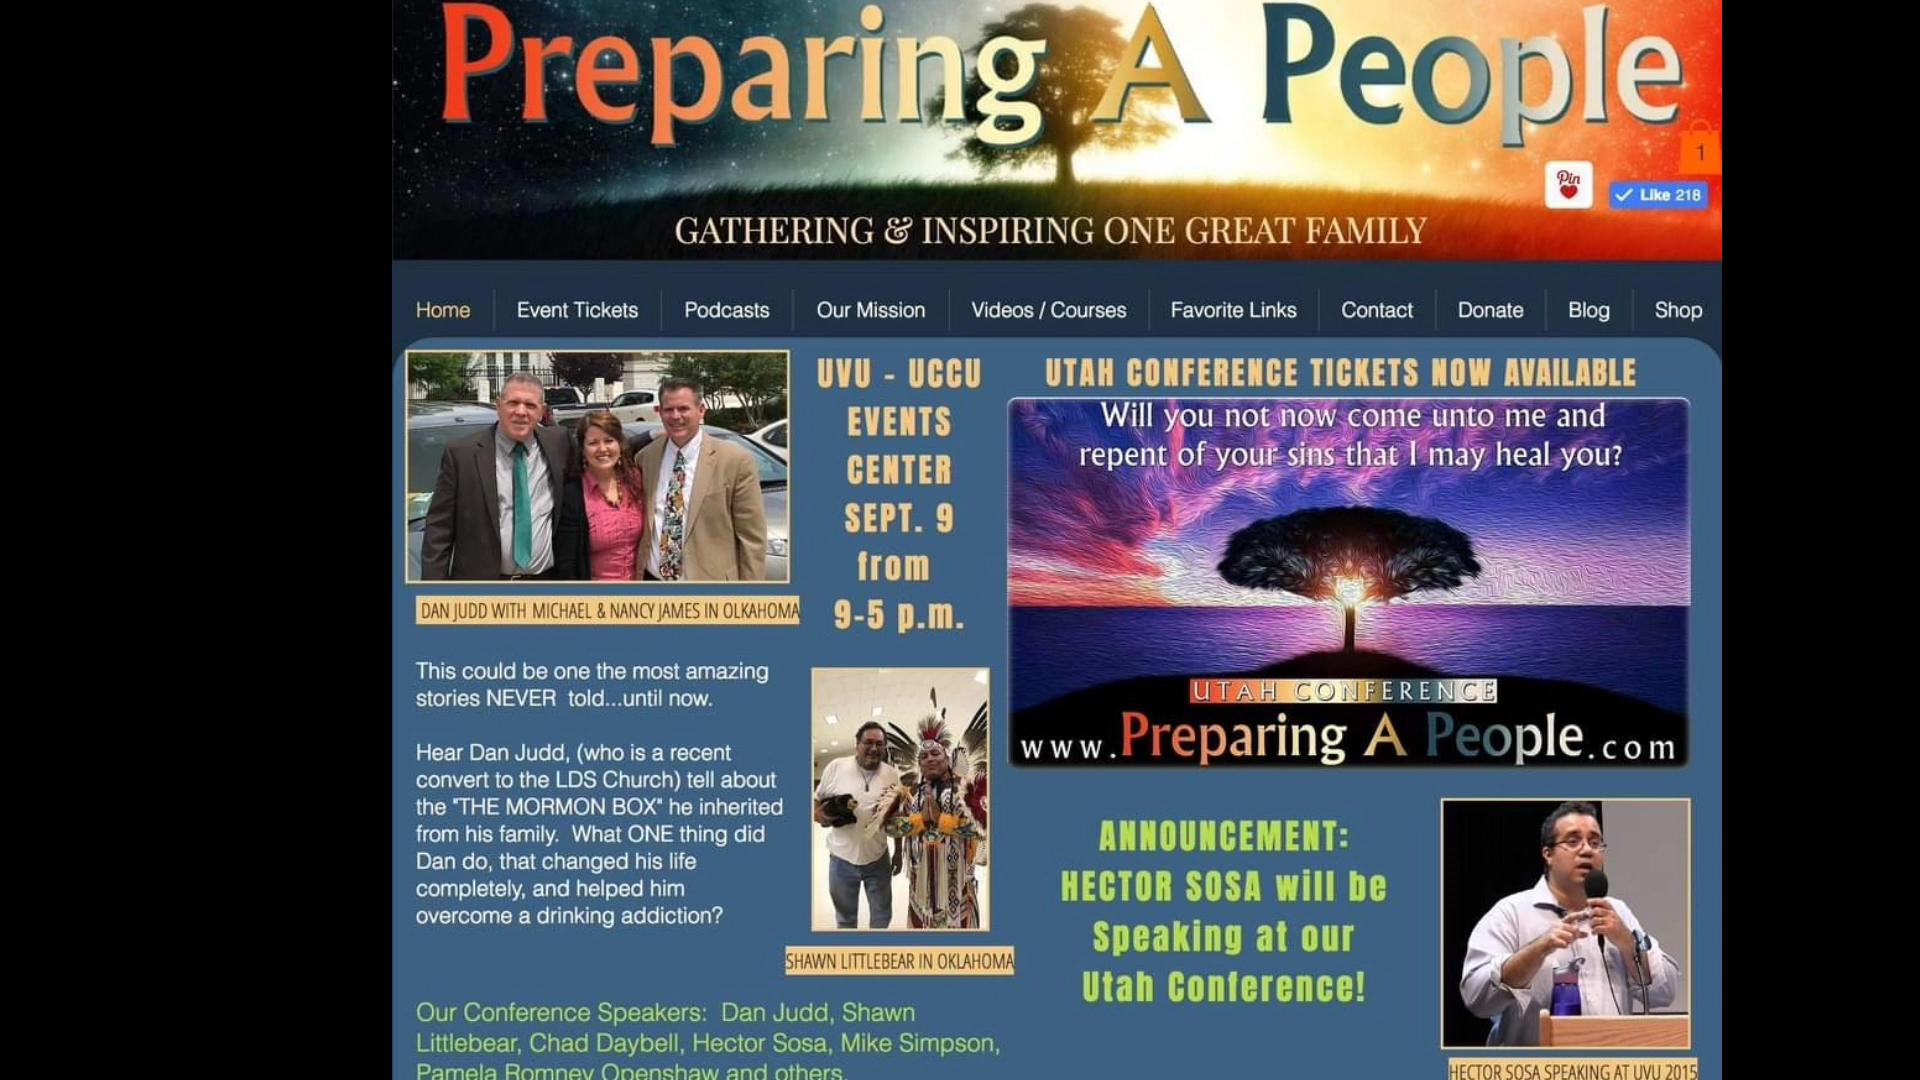 Preparing A People
1
Pin
Like 218
GATHERING & INSPIRING ONE GREAT FAMILY
Home
Event Tickets
Podcasts
Our Mission
Videos / Courses
Favorite Links
Contact
Donate
Blog
Shop
DAN JUDD WITH MICHAEL & NANCY JAMES IN OLKAHOMA
This could be one the most amazing
stories NEVER told...until now.
Hear Dan Judd, (who is a recent
convert to the LDS Church) tell about
the "THE MORMON BOX" he inherited
from his family. What ONE thing did
Dan do, that changed his life
completely, and helped him
overcome a drinking addiction?
UVU - UCCU
EVENTS
CENTER
SEPT. 9
from
9-5 p.m.
SHAWN LITTLEBEAR IN OKLAHOMA
Our Conference Speakers: Dan Judd, Shawn
Littlebear, Chad Daybell, Hector Sosa, Mike Simpson,
Pamela Romney Openshaw and others.
UTAH CONFERENCE TICKETS NOW AVAILABLE
Will you not now come unto me and
repent of your sins that I may heal you?
UTAH CONFERENCE
www.Preparing A People.com
ANNOUNCEMENT:
HECTOR SOSA will be
Speaking at our
Utah Conference!
HECTOR SOSA SPEAKING AT UVU 2015